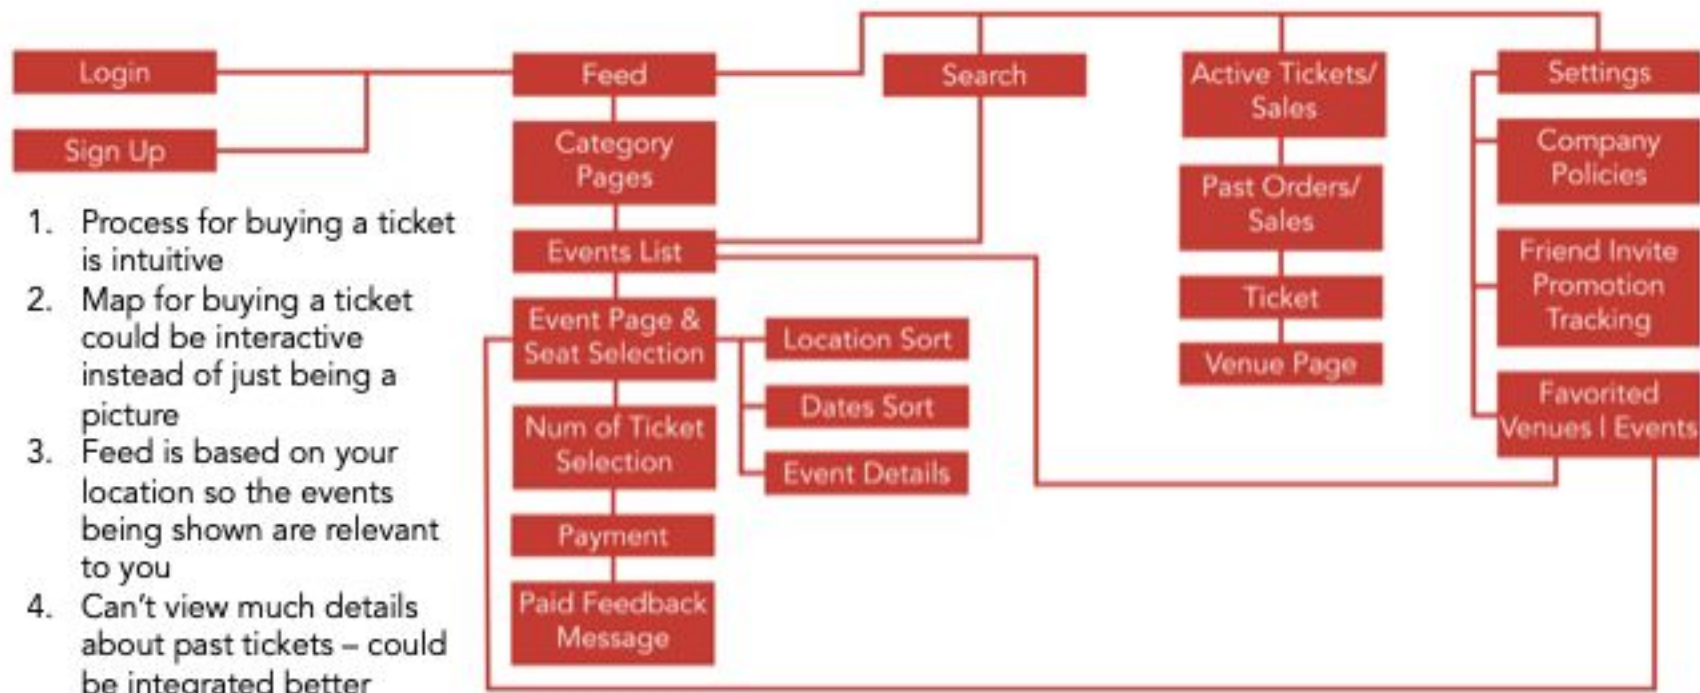 Login
Sign Up
1. Process for buying a ticket
is intuitive
2. Map for buying a ticket
could be interactive
instead of just being a
picture
3. Feed is based on your
location so the events
being shown are relevant
to you
4. Can't view much details
about past tickets – could
be integrated better
Feed
Category
Pages
Events List
Event Page &
Seat Selection
Num of Ticket
Selection
Payment
Paid Feedback
Message
Location Sort
Dates Sort
Event Details
Search
Active Tickets/
Sales
Past Orders/
Sales
Ticket
Venue Page
Settings
Company
Policies
Friend Invite
Promotion
Tracking
Favorited
Venues | Events